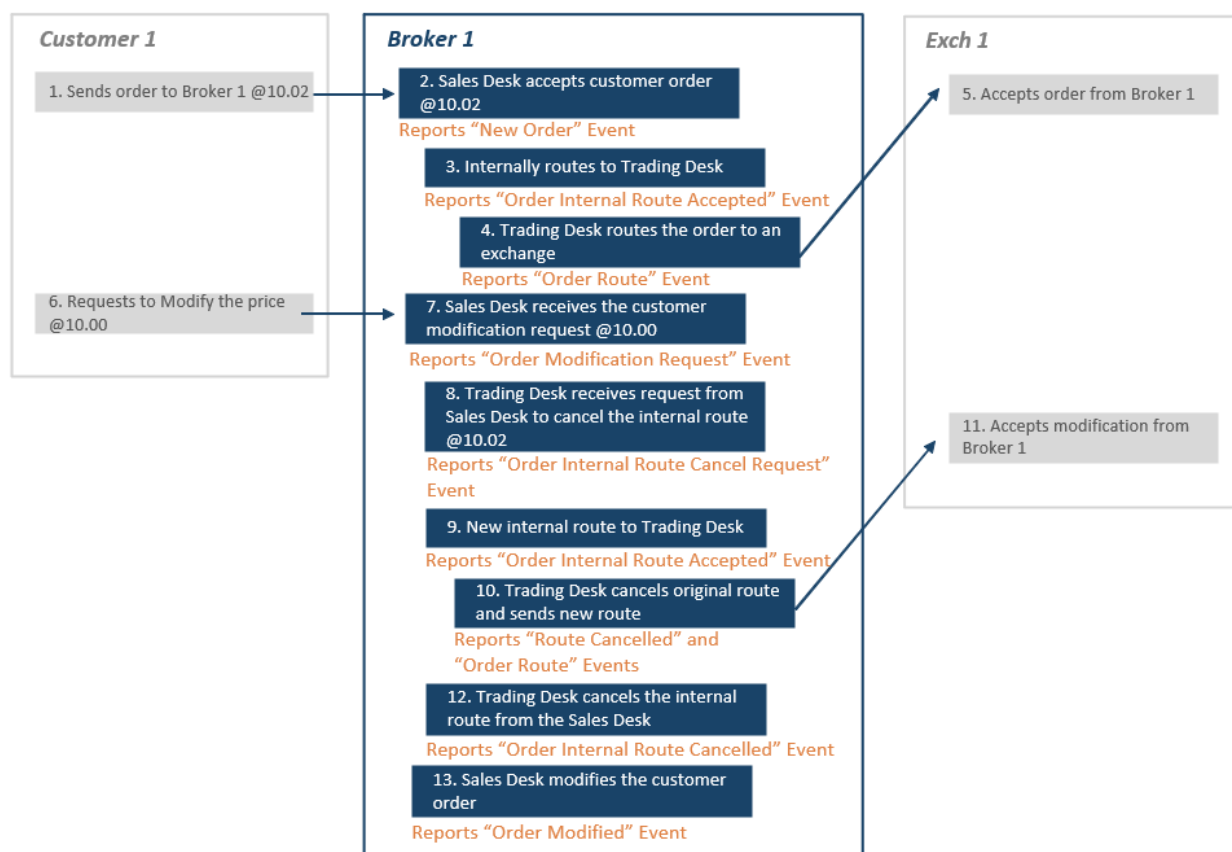 Customer 1
1. Sends order to Broker 1 @10.02
6. Requests to Modify the price
@10.00
Broker 1
2. Sales Desk accepts customer order
@10.02
Reports “New Order” Event
3. Internally routes to Trading Desk
Reports “Order Internal Route Accepted” Event
4. Trading Desk routes the order to an
exchange
Reports “Order Route” Event
7. Sales Desk receives the customer
modification request @10.00
Reports “Order Modification Request” Event
8. Trading Desk receives request from
Sales Desk to cancel the internal route
@10.02
Reports “Order Internal Route Cancel Request”
Event
9. New internal route to Trading Desk
Reports “Order Internal Route Accepted” Event
10. Trading Desk cancels original route
and sends new route
Reports “Route Cancelled” and
“Order Route” Events
12. Trading Desk cancels the internal
route from the Sales Desk
Reports “Order Internal Route Cancelled” Event
13. Sales Desk modifies the customer
order
Reports “Order Modified” Event
Exch 1
5. Accepts order from Broker 1
11. Accepts modification from
Broker 1